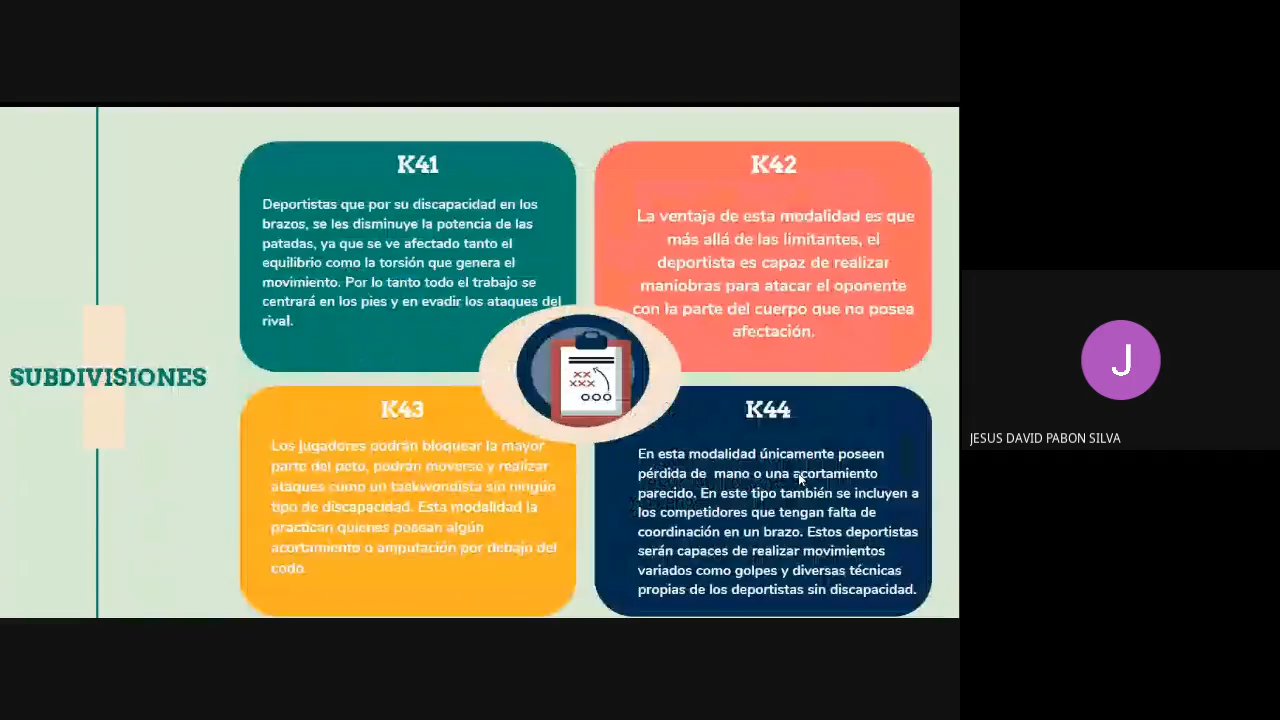 SUBDIVISIONES
K41
Deportistas que por su discapacidad en los
brazos, se les disminuye la potencia de las
patadas, ya que se ve afectado tanto el
equilibrio como la torsión que genera el
movimiento. Por lo tanto todo el trabajo se
centrará en los pies y en evadir los ataques del
rival.
K42
La ventaja de esta modalidad es que
más allá de las limitantes, el
deportista es capaz de realizar
maniobras para atacar el oponente
con la parte del cuerpo que no posea
afectación.
K43
Los jugadores podrán bloquear la mayor
parte del peto, podrán moverse y realizar
ataques como un taekwondista sin ningún
tipo de discapacidad. Esta modalidad la
practican quienes posean algún
acortamiento o amputación por debajo del
codo.
K44
En esta modalidad únicamente poseen
pérdida de mano o una acortamiento
parecido. En este tipo también se incluyen a
los competidores que tengan falta de
coordinación en un brazo. Estos deportistas
serán capaces de realizar movimientos
variados como golpes y diversas técnicas
propias de los deportistas sin discapacidad.
J
JESUS DAVID PABON SILVA